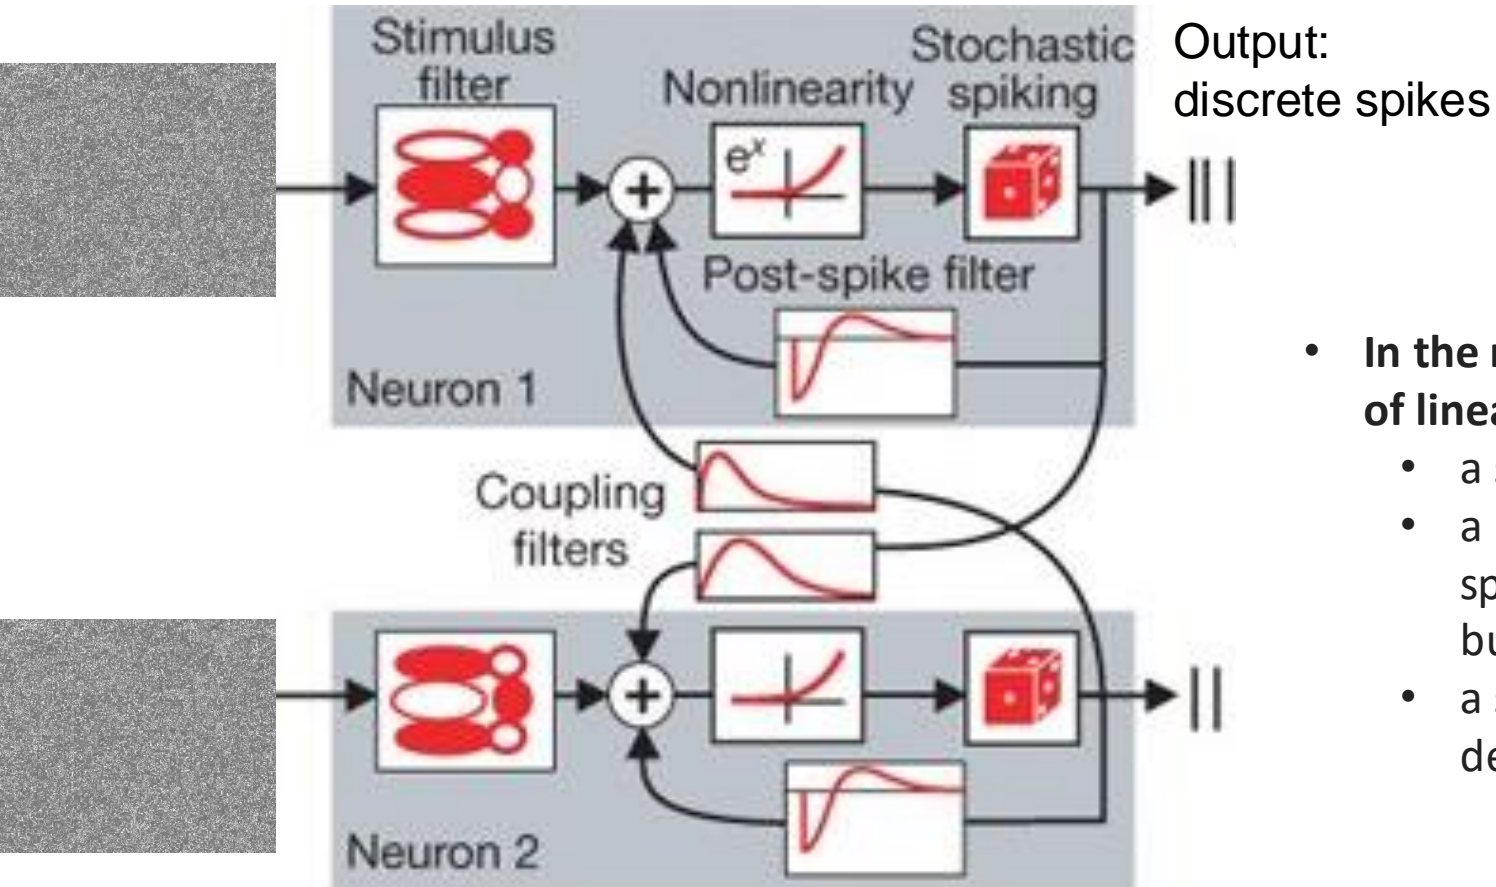 Stimulus
filter
Nonlinearity
Stochastic
spiking
Output:
discrete spikes
e^x
Post-spike filter
Neuron 1
Coupling
filters
Neuron 2
• In the
of linea
• a
• a
sp
bu
• a
de